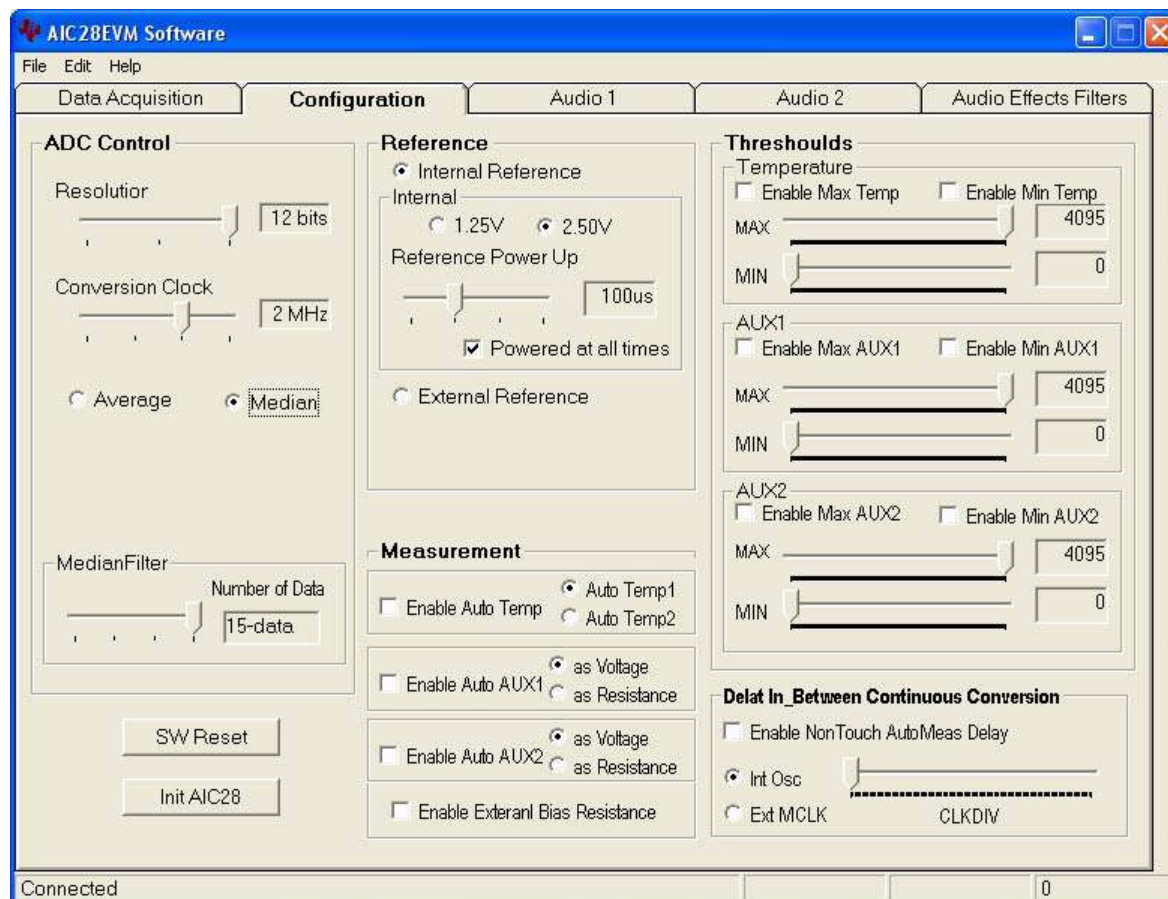 AIC28EVM Software
File Edit Help
Data Acquisition Configuration Audio 1 Audio 2 Audio Effects Filters
ADC Control
Resolutior
12 bits
Conversion Clock
2 MHz
Average Median
MedianFilter
Number of Data
15-data
SW Reset
Init AIC28
Reference
Internal Reference
Internal
1.25V 2.50V
Reference Power Up
100us
Powered at all times
External Reference
Measurement
Enable Auto Temp
Auto Temp1
Auto Temp2
Enable Auto AUX1
as Voltage
as Resistance
Enable Auto AUX2
as Voltage
as Resistance
Enable Exteranl Bias Resistance
Threshoulds
Temperature
Enable Max Temp Enable Min Temp
MAX 4095
MIN 0
AUX1
Enable Max AUX1 Enable Min AUX1
MAX 4095
MIN 0
AUX2
Enable Max AUX2 Enable Min AUX2
MAX 4095
MIN 0
Delat In_Between Continuous Conversion
Enable NonTouch AutoMeas Delay
Int Osc
Ext MCLK CLKDIV
Connected 0